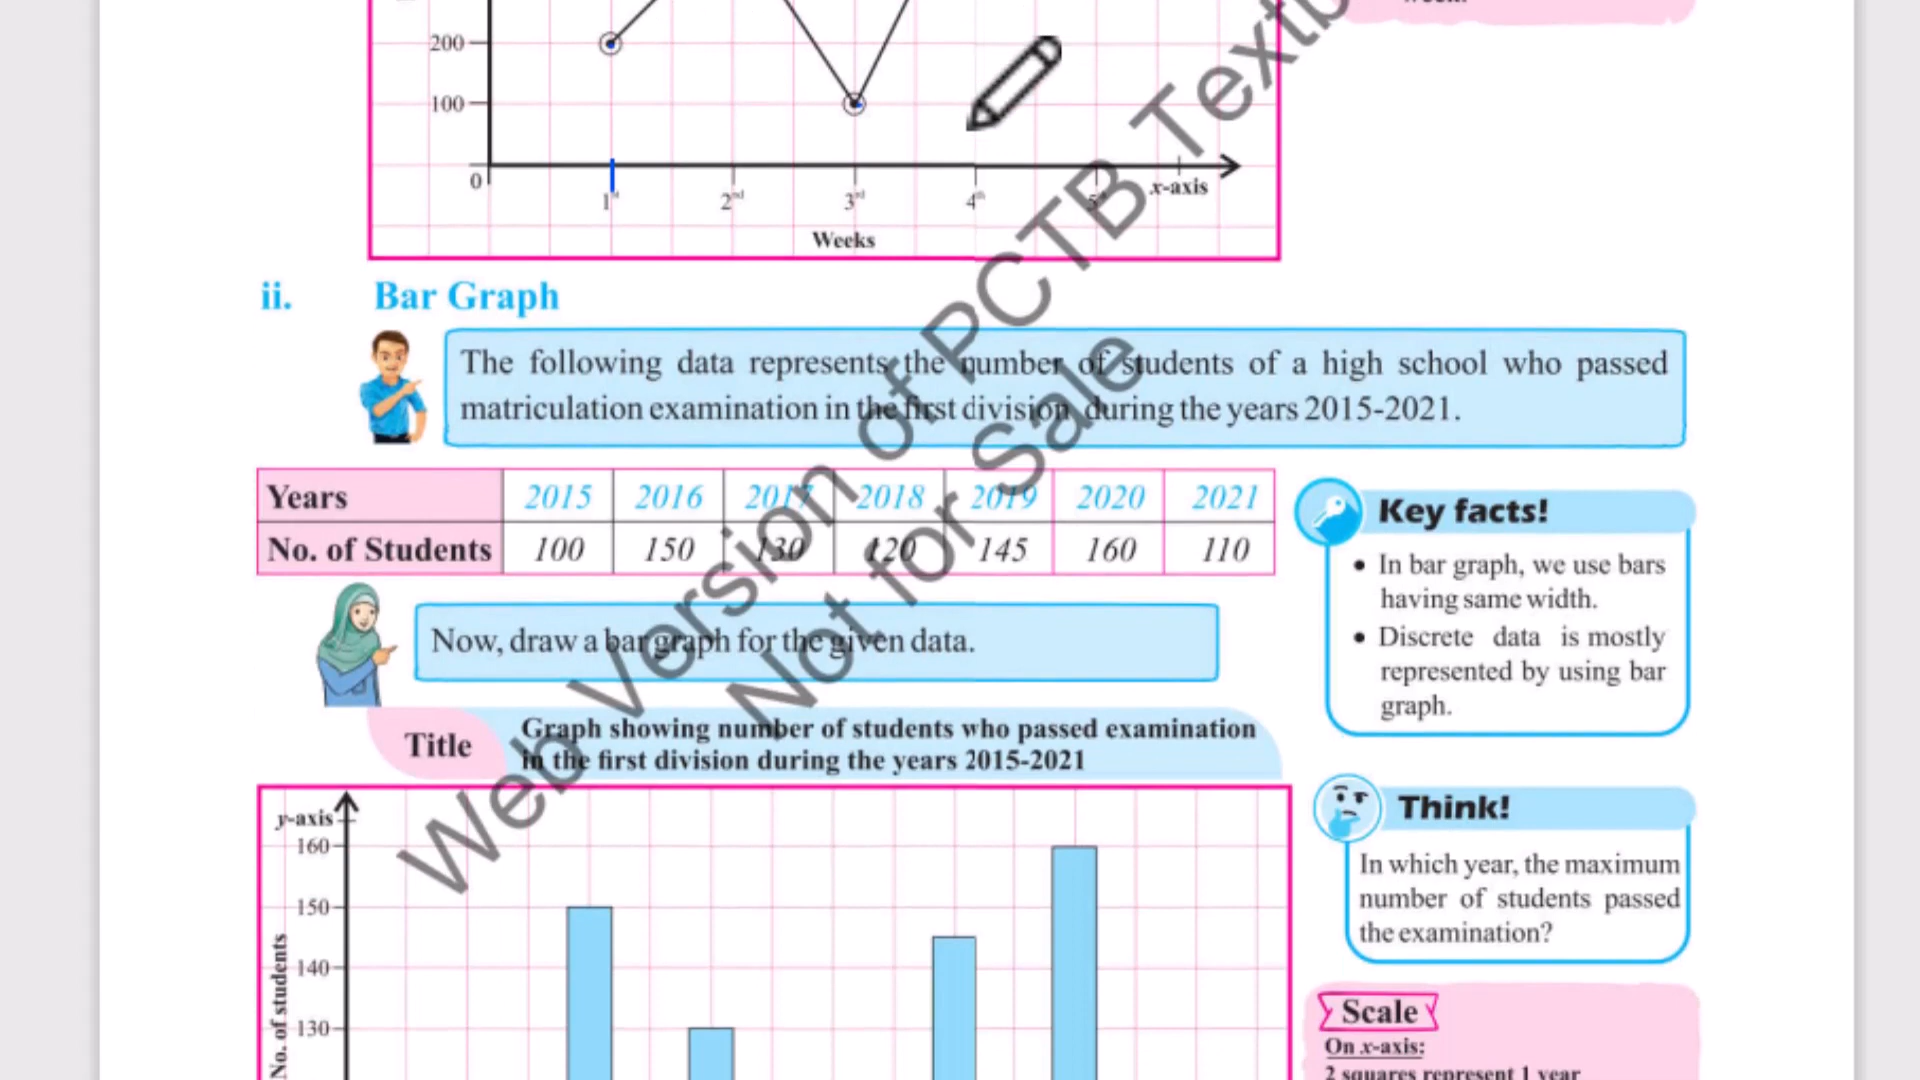 200
100
0
1st
2nd
3rd
4th
x-axis
Weeks
ii. Bar Graph
The following data represents the number of students of a high school who passed
matriculation examination in the first division during the years 2015-2021.
Years 2015 2016 2017 2018 2019 2020 2021
No. of Students 100 150 130 120 145 160 110
Key facts!
• In bar graph, we use bars
having same width.
• Discrete data is mostly
represented by using bar
graph.
Now, draw a bar graph for the given data.
Title
Graph showing number of students who passed examination
in the first division during the years 2015-2021
y-axis
160
150
140
130
No. of students
Think!
In which year, the maximum
number of students passed
the examination?
Scale
On x-axis:
2 squares represent 1 year
Web Version of PCTB
Not for Sale